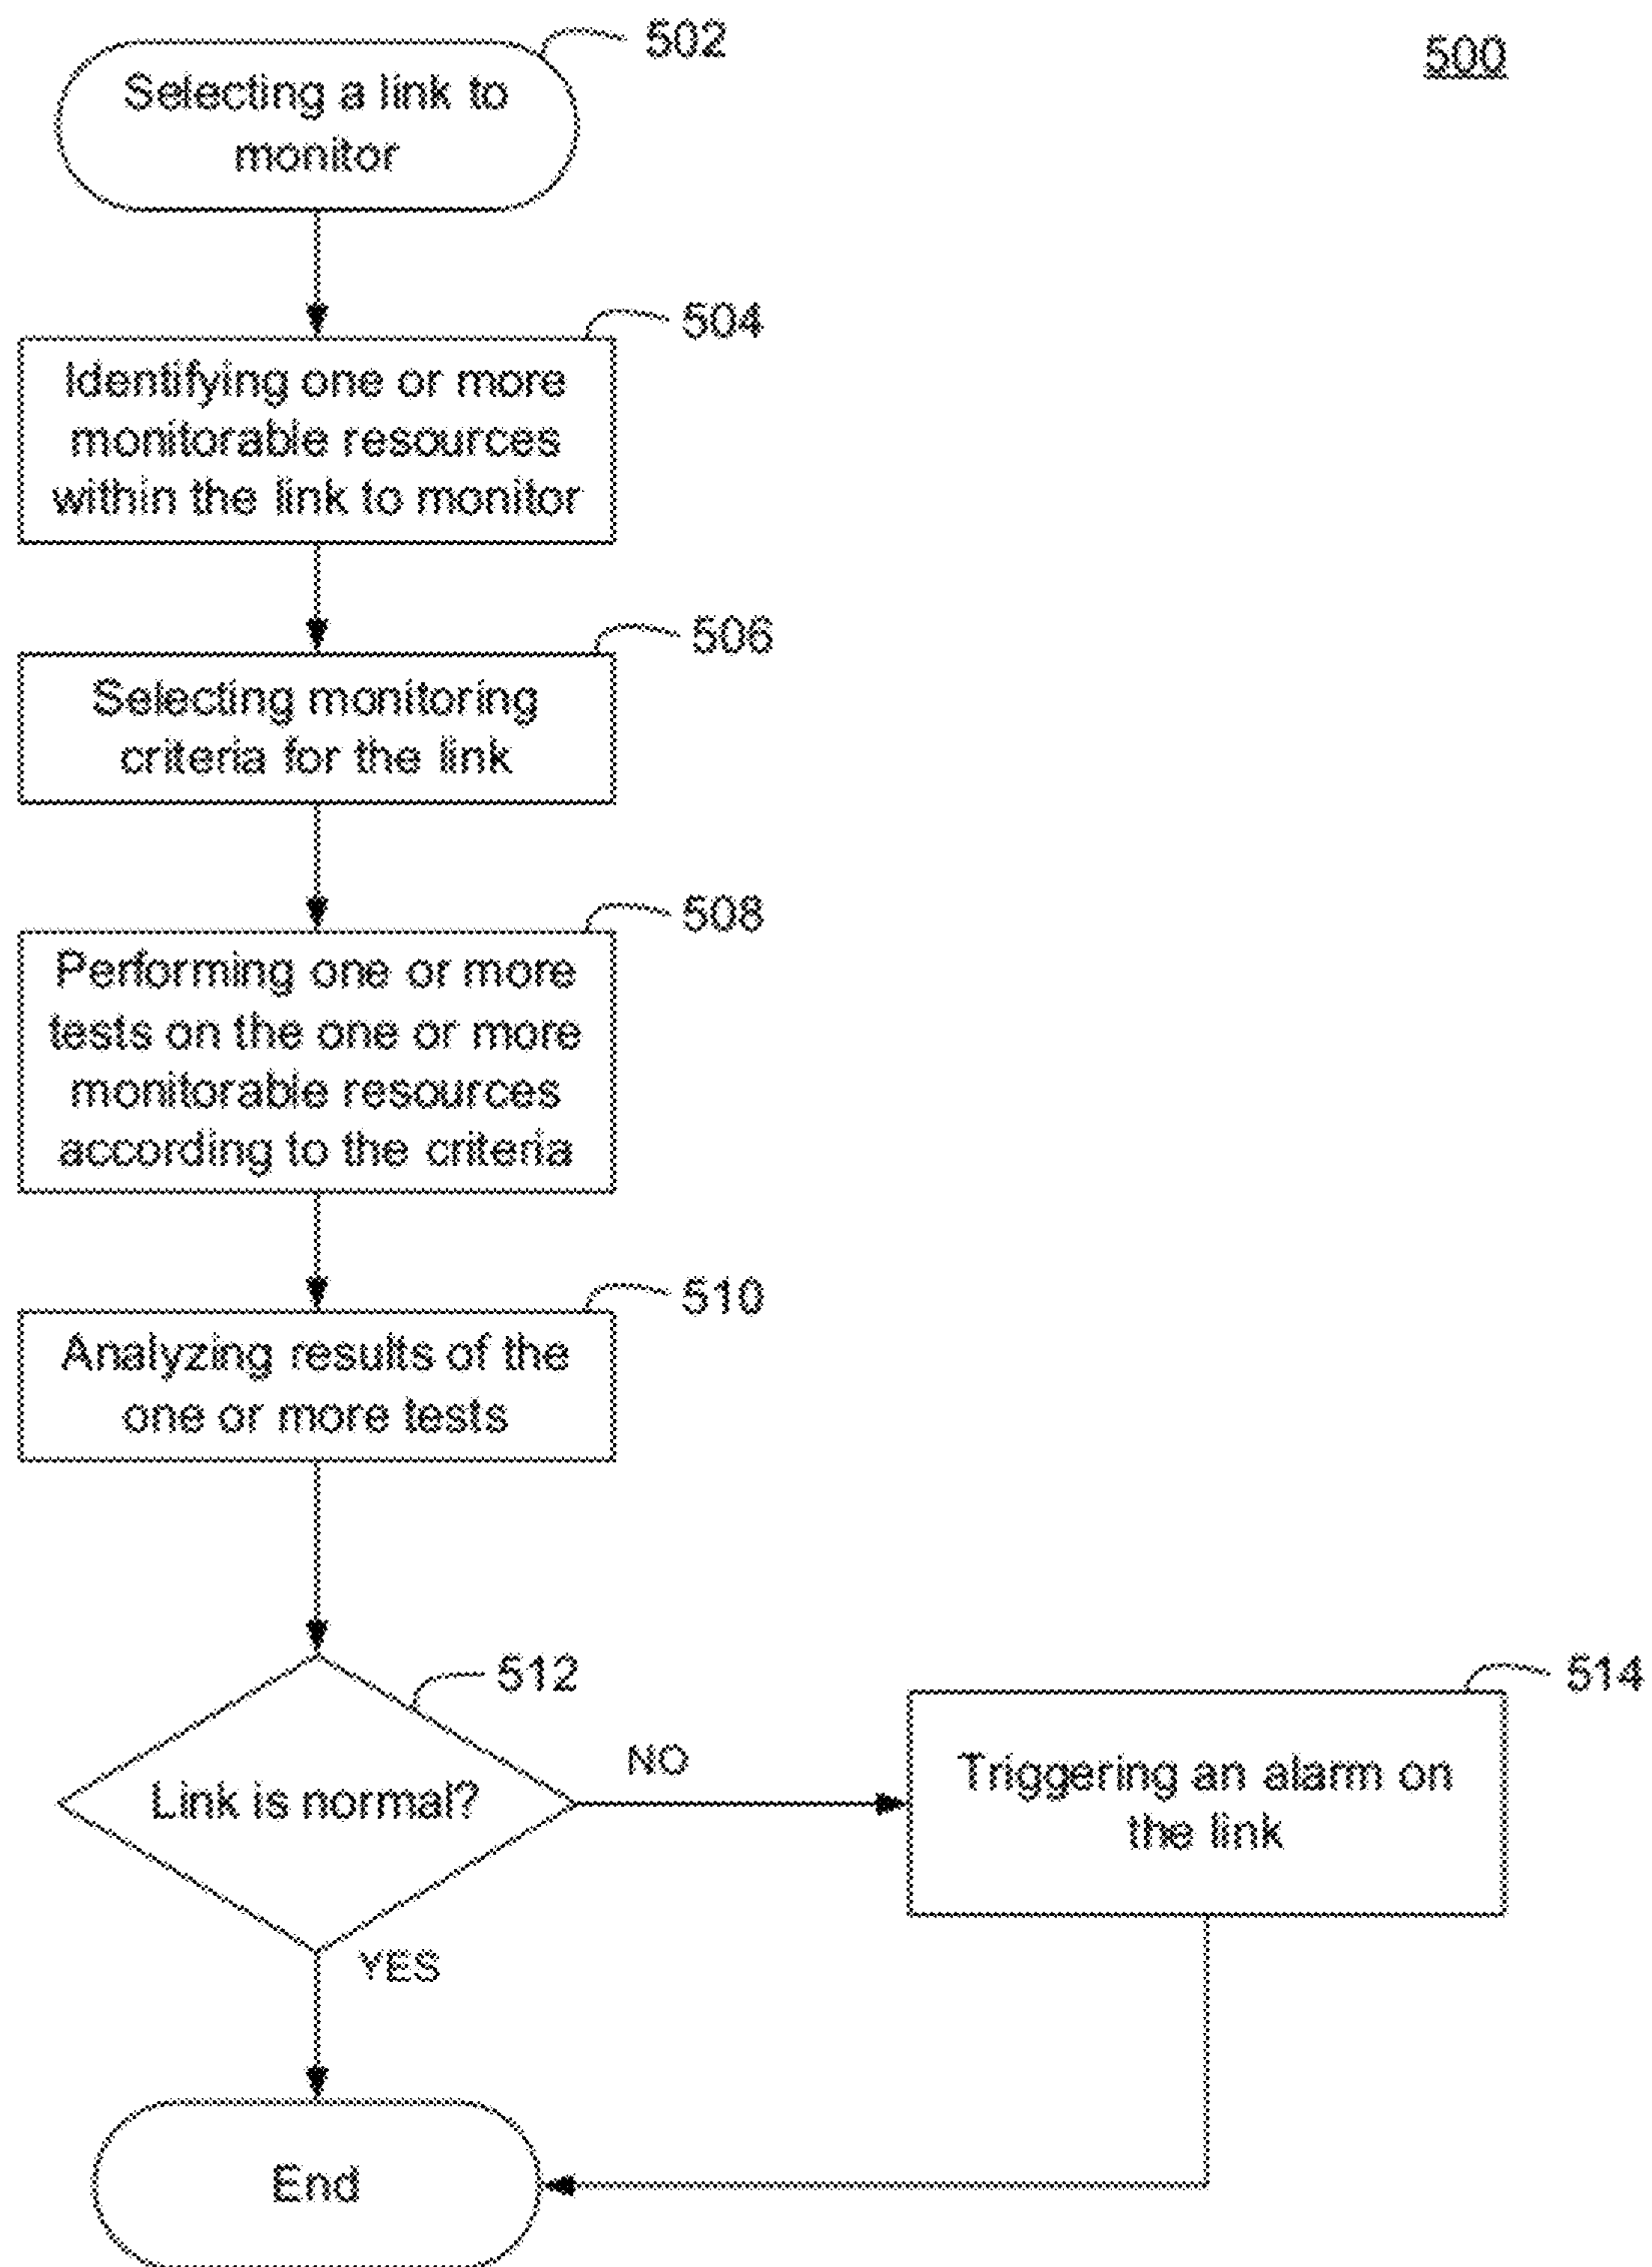 502
500
Selecting a link to
monitor
504
Identifying one or more
monitorable resources
within the link to monitor
506
Selecting monitoring
criteria for the link
508
Performing one or more
tests on the one or more
monitorable resources
according to the criteria
510
Analyzing results of the
one or more tests
512
514
Link is normal?
NO
Triggering an alarm on
the link
YES
End